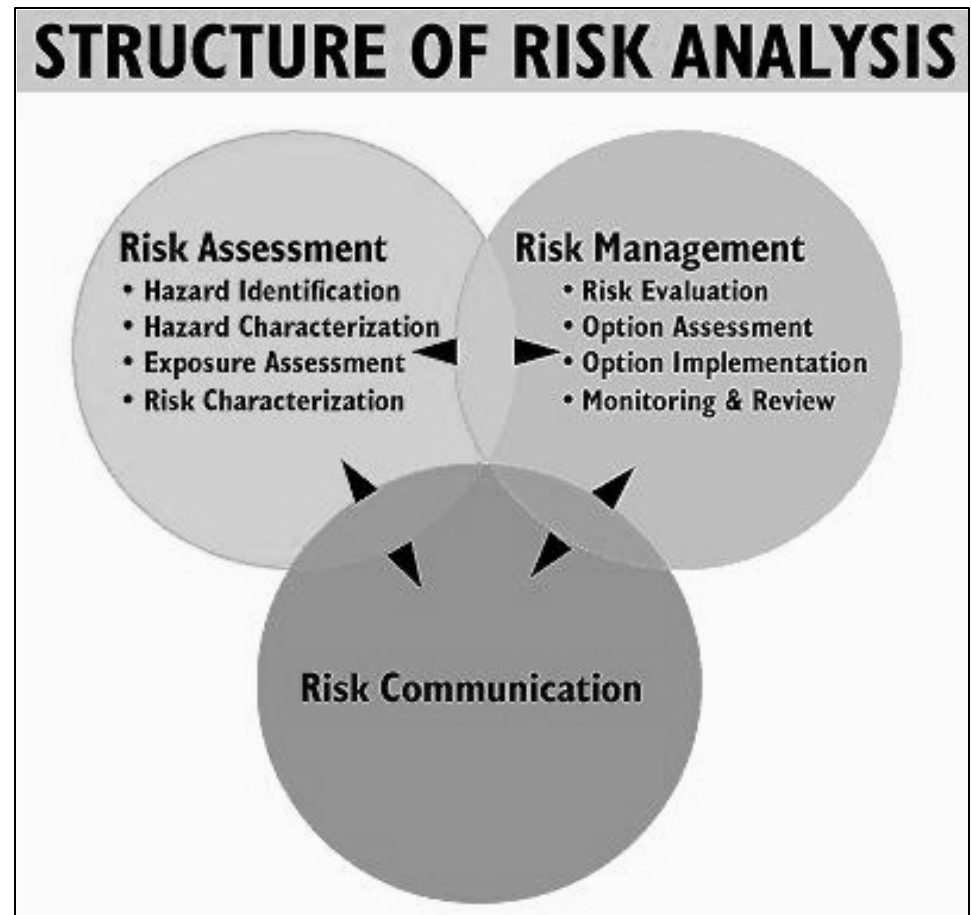 STRUCTURE OF RISK ANALYSIS
Risk Assessment
• Hazard Identification
• Hazard Characterization
• Exposure Assessment
• Risk Characterization
Risk Management
• Risk Evaluation
• Option Assessment
• Option Implementation
• Monitoring & Review
Risk Communication